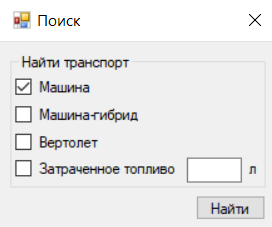 Поиск
Найти транспорт
Машина
Машина-гибрид
Вертолет
Затраченное топливо л
Найти